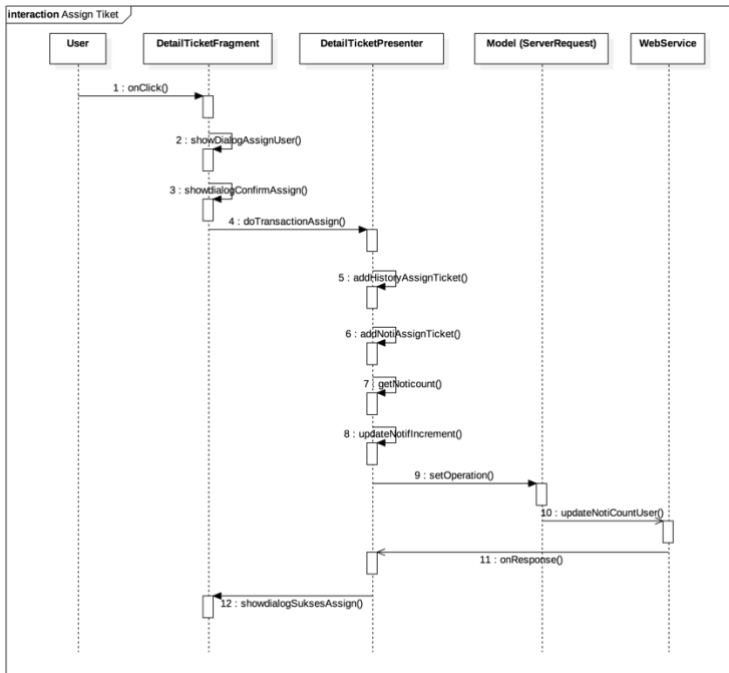 interaction Assign Tiket
User
DetailTicketFragment
DetailTicketPresenter
Model (ServerRequest)
WebService
1 : onClick()
2 : showDialogAssignUser()
3 : showdialogConfirmAssign()
4 : doTransactionAssign()
5 : addHistoryAssignTicket()
6 : addNotiAssignTicket()
7 : getNoticount()
8 : updateNotifIncrement()
9 : setOperation()
10 : updateNotiCountUser()
11 : onResponse()
12 : showdialogSuksesAssign()